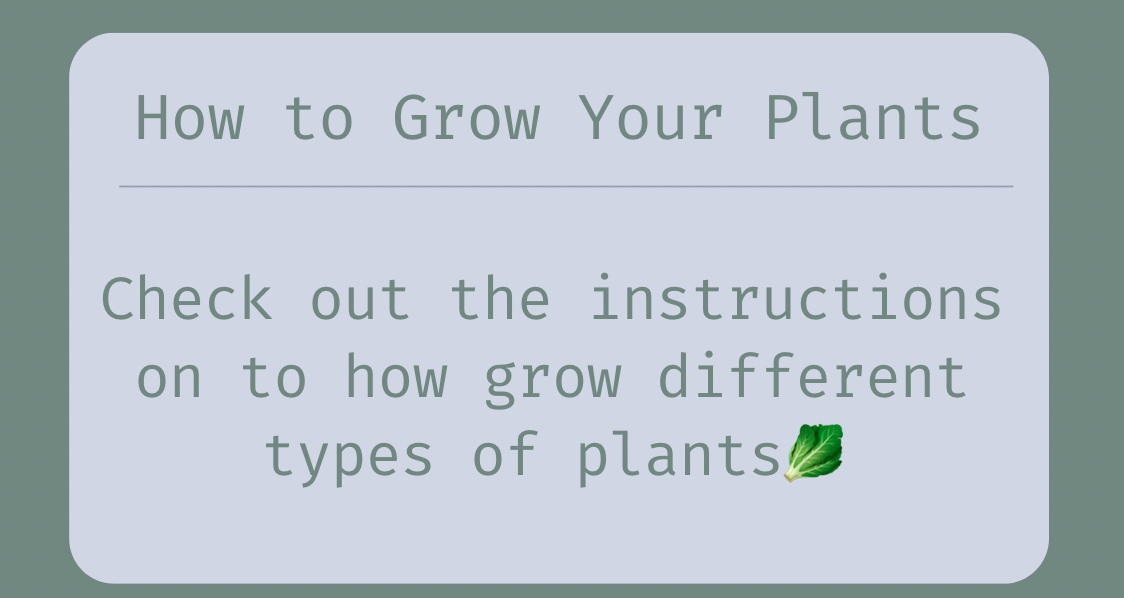 How to Grow Your Plants
Check out the instructions
on to how grow different
types of plants🥬